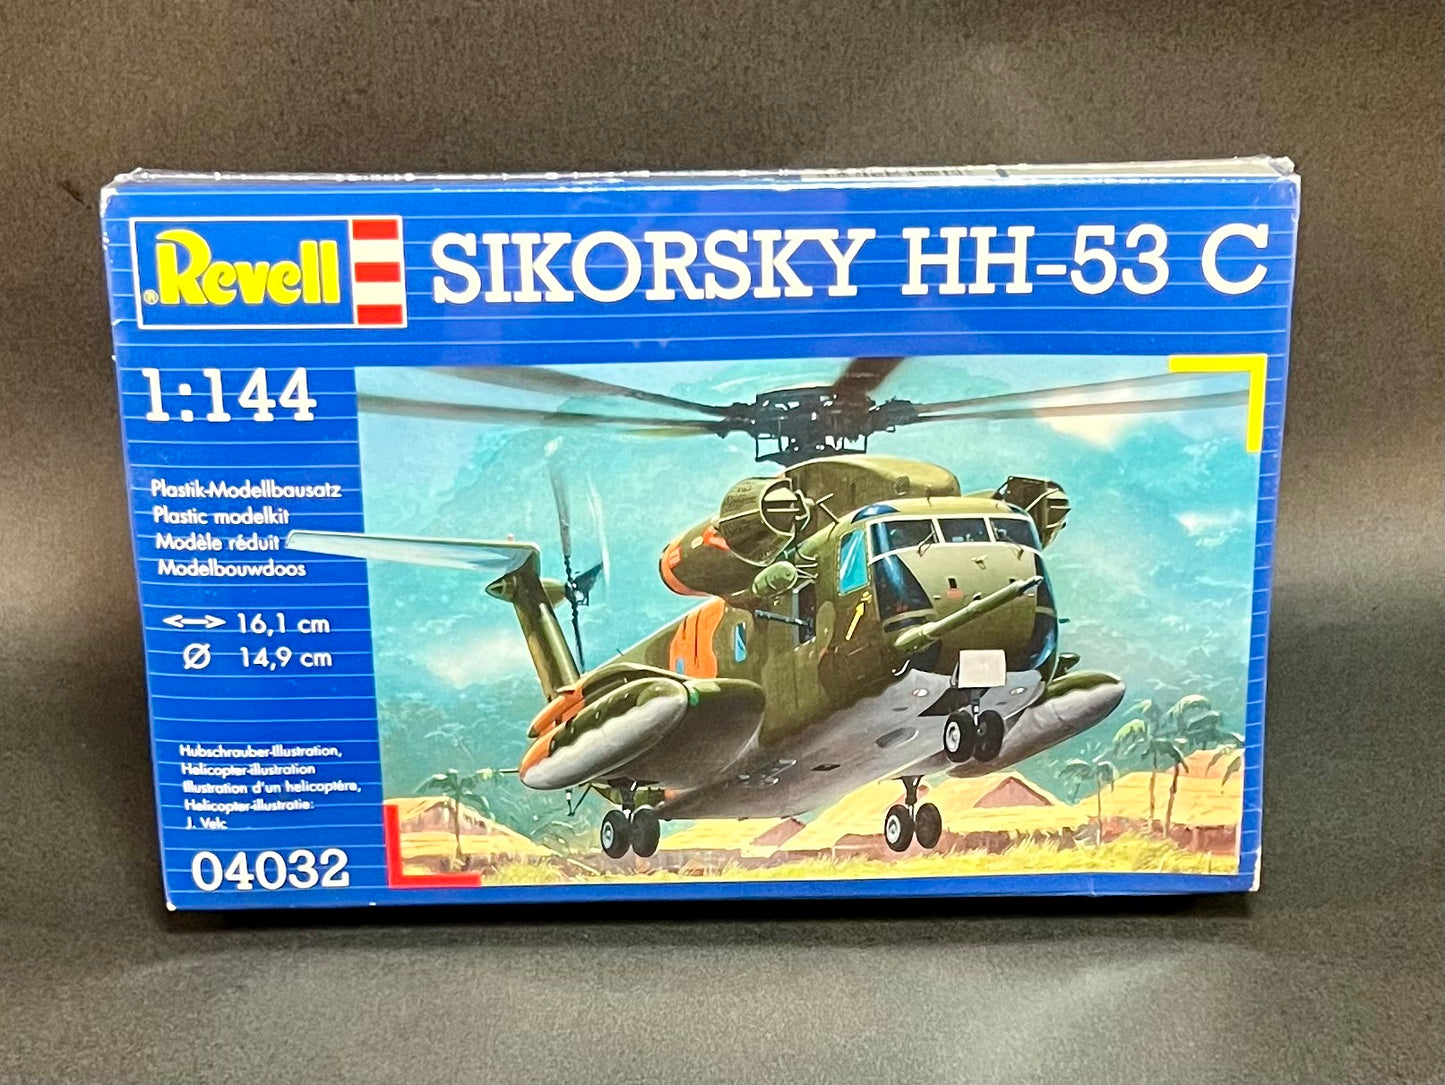 ® Revell
SIKORSKY HH-53 C
1:144
Plastik-Modellbausatz
Plastic modelkit
Modèle réduit
Modelbouwdoos
16,1 cm
Ø 14,9 cm
Hubschrauber-Illustration,
Helicopter-illustration
Illustration d'un helicoptère,
Helicopter-illustratie:
J. Velc
04032